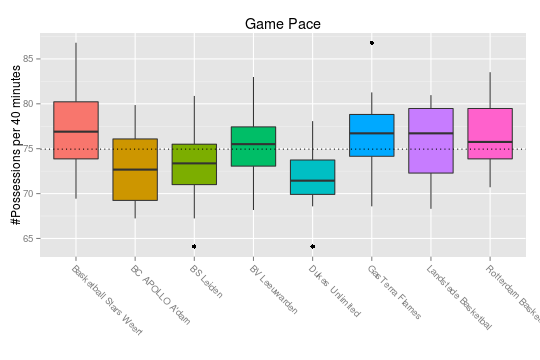 Game Pace
#Possessions per 40 minutes
85
80
75
70
65
Basketball Stars Weert
BC APOLLO A'dam
BS Leiden
BV Leeuwarden
Dukes Unlimited
GasTerra Flames
Landstede Basketbal
Rotterdam Baske